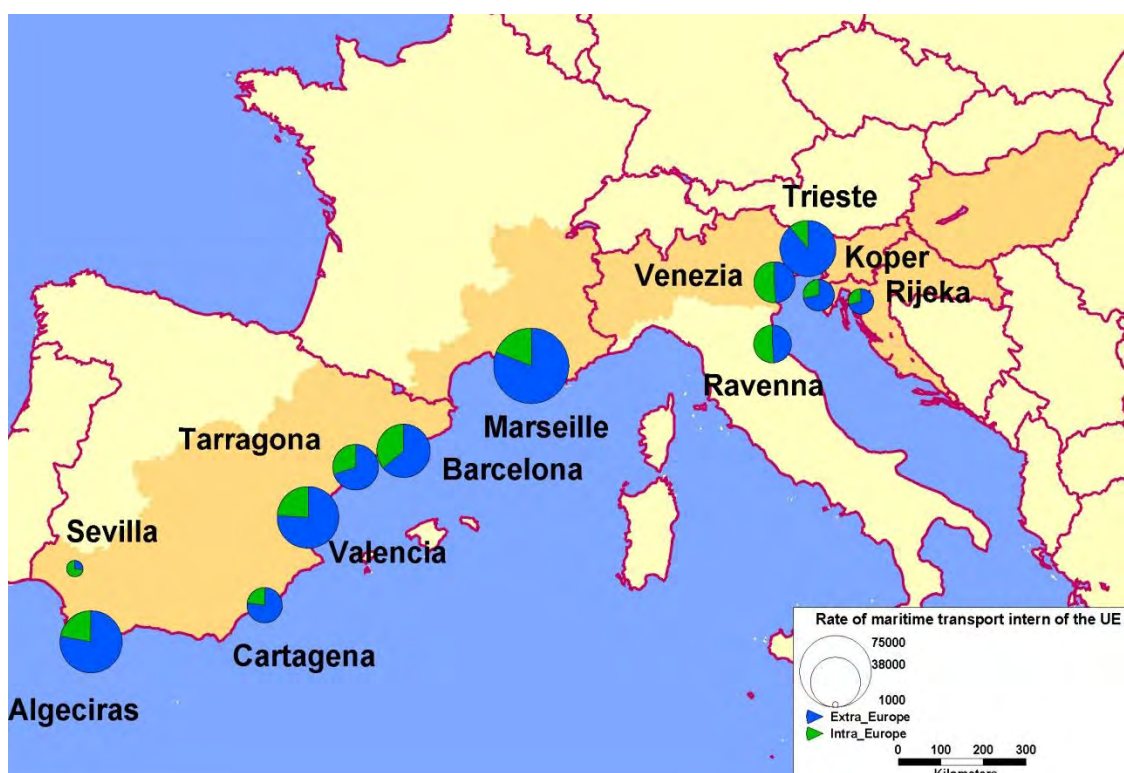 Trieste
Koper
Venezia
Rijeka
Ravenna
Marseille
Tarragona
Barcelona
Sevilla
Valencia
Cartagena
Algeciras
Rate of maritime transport intern of the UE
75000
38000
1000
Extra_Europe
Intra_Europe
0 100 200 300
Kilometers